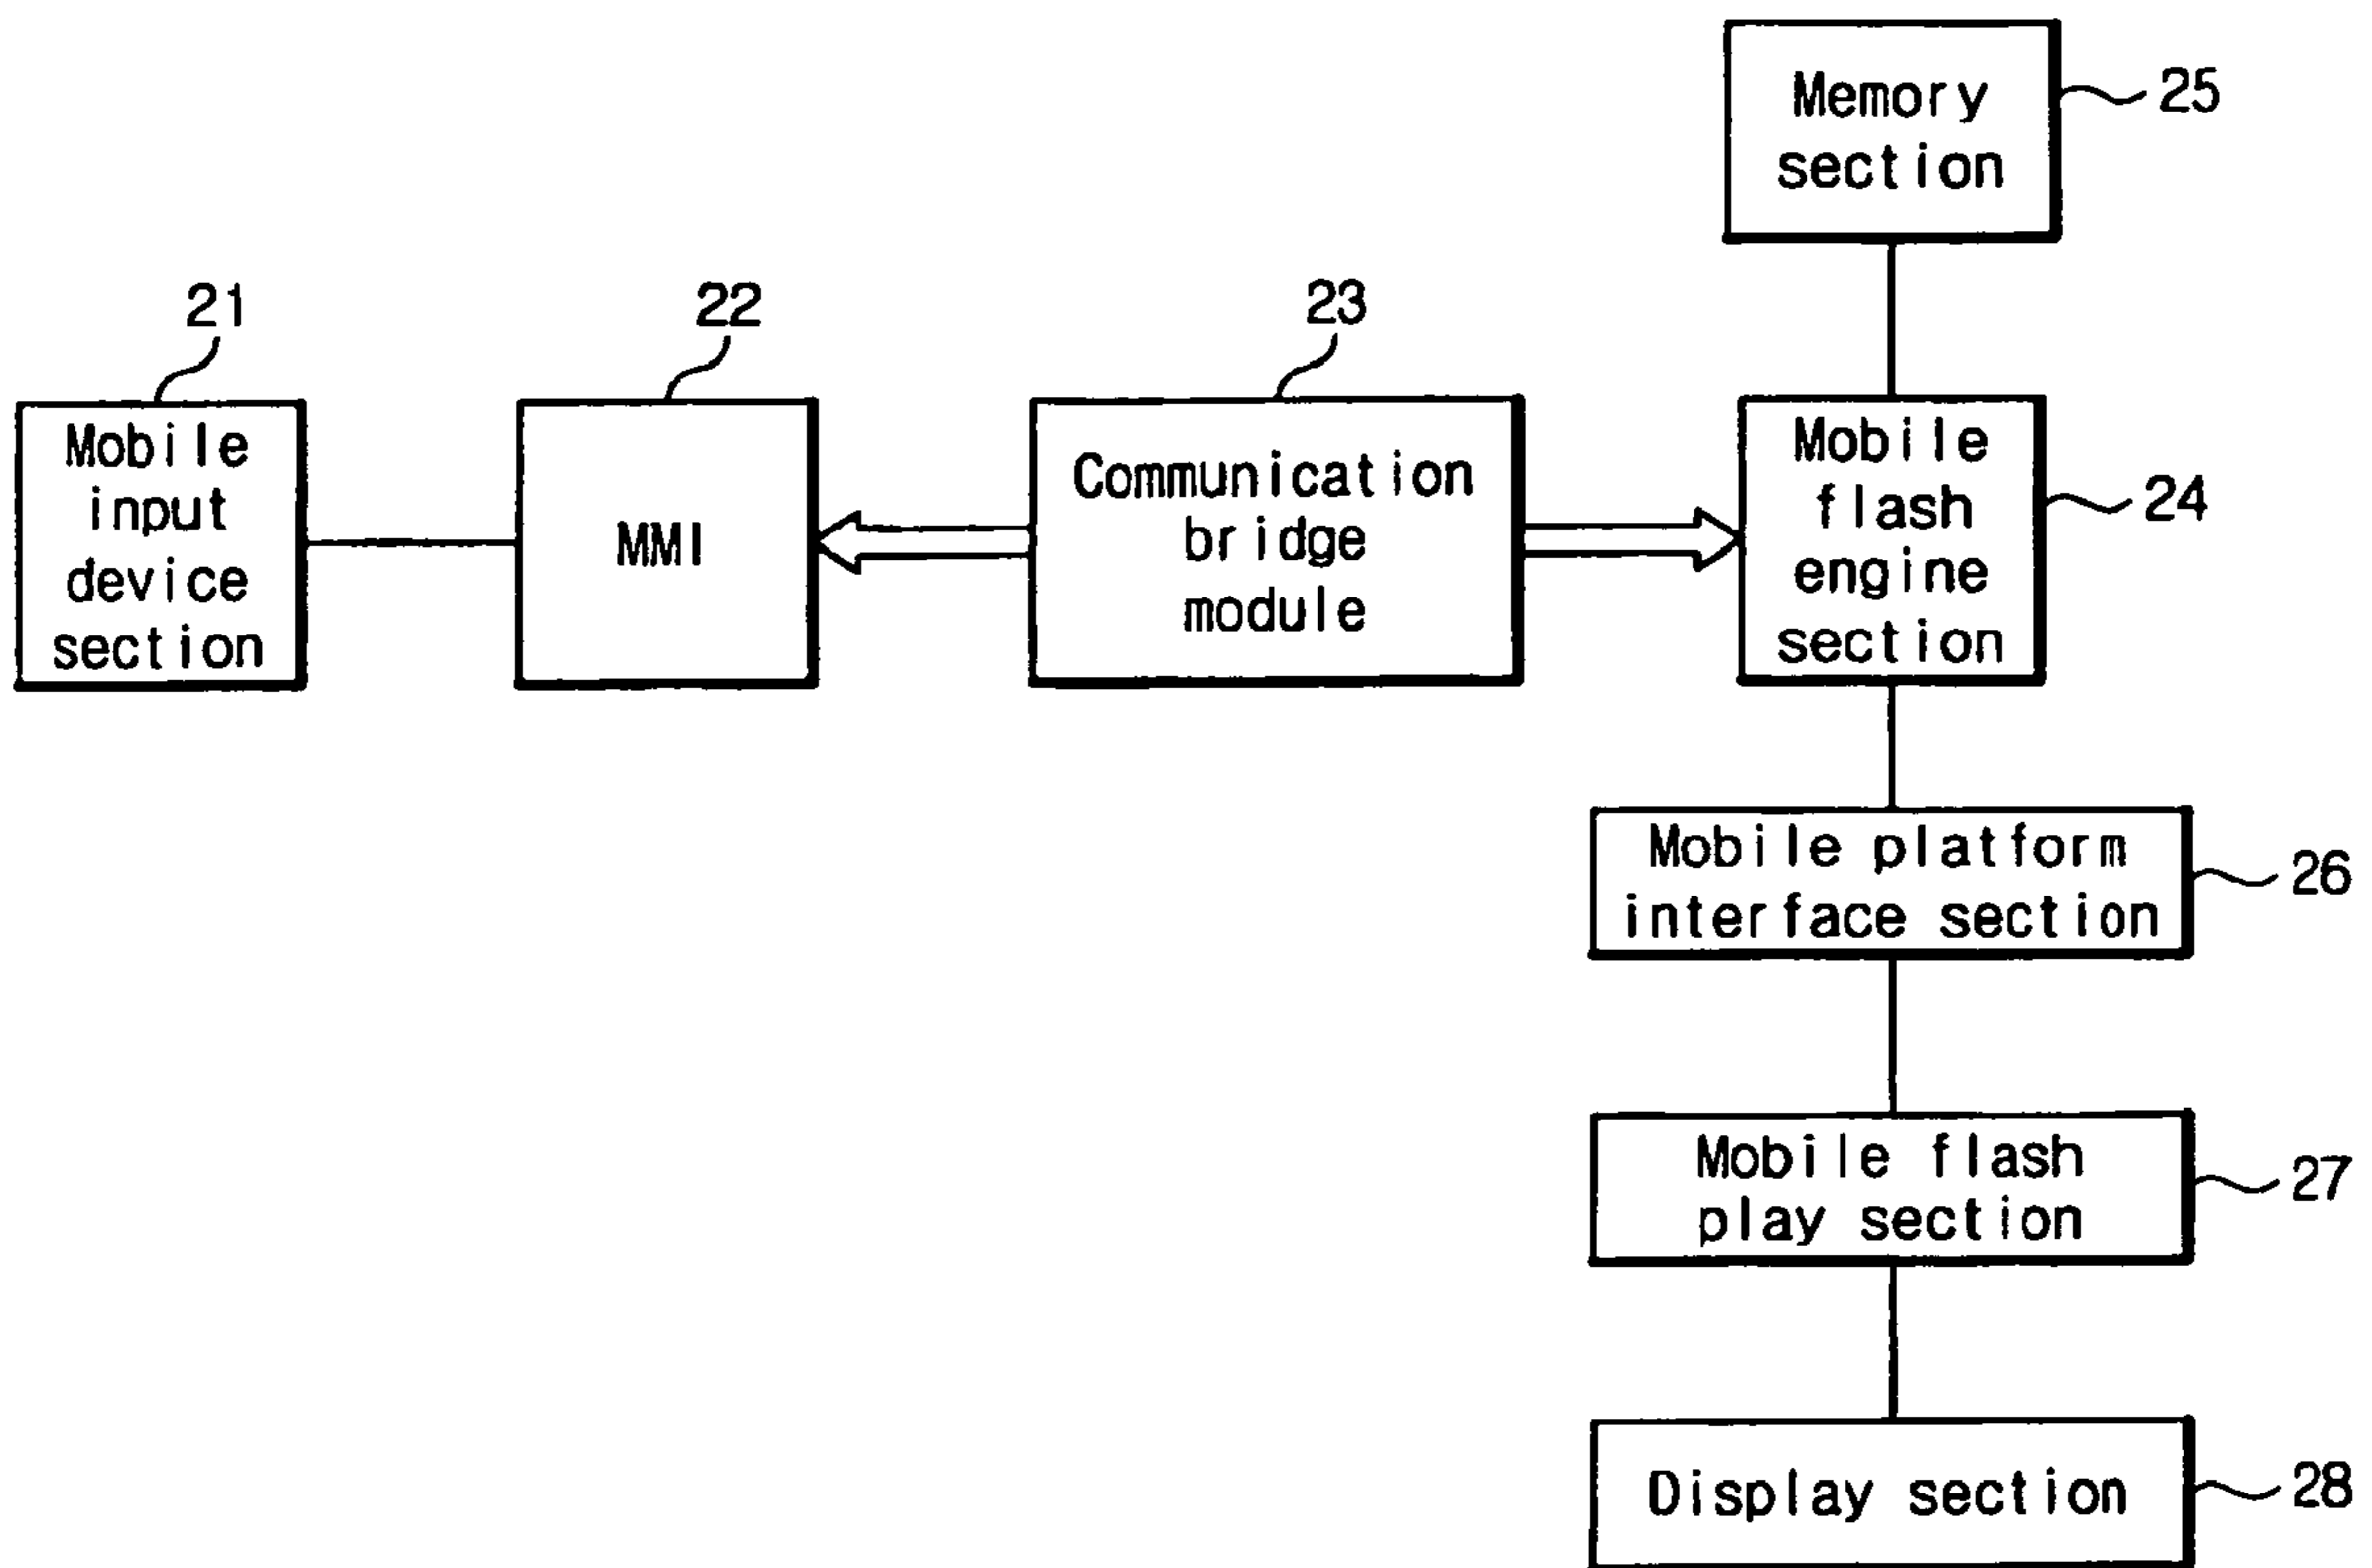 Memory
section
25
21
22
23
Mobile
input
device
section
MMI
Communication
bridge
module
Mobile
flash
engine
section
24
Mobile platform
interface section
26
Mobile flash
play section
27
Display section
28